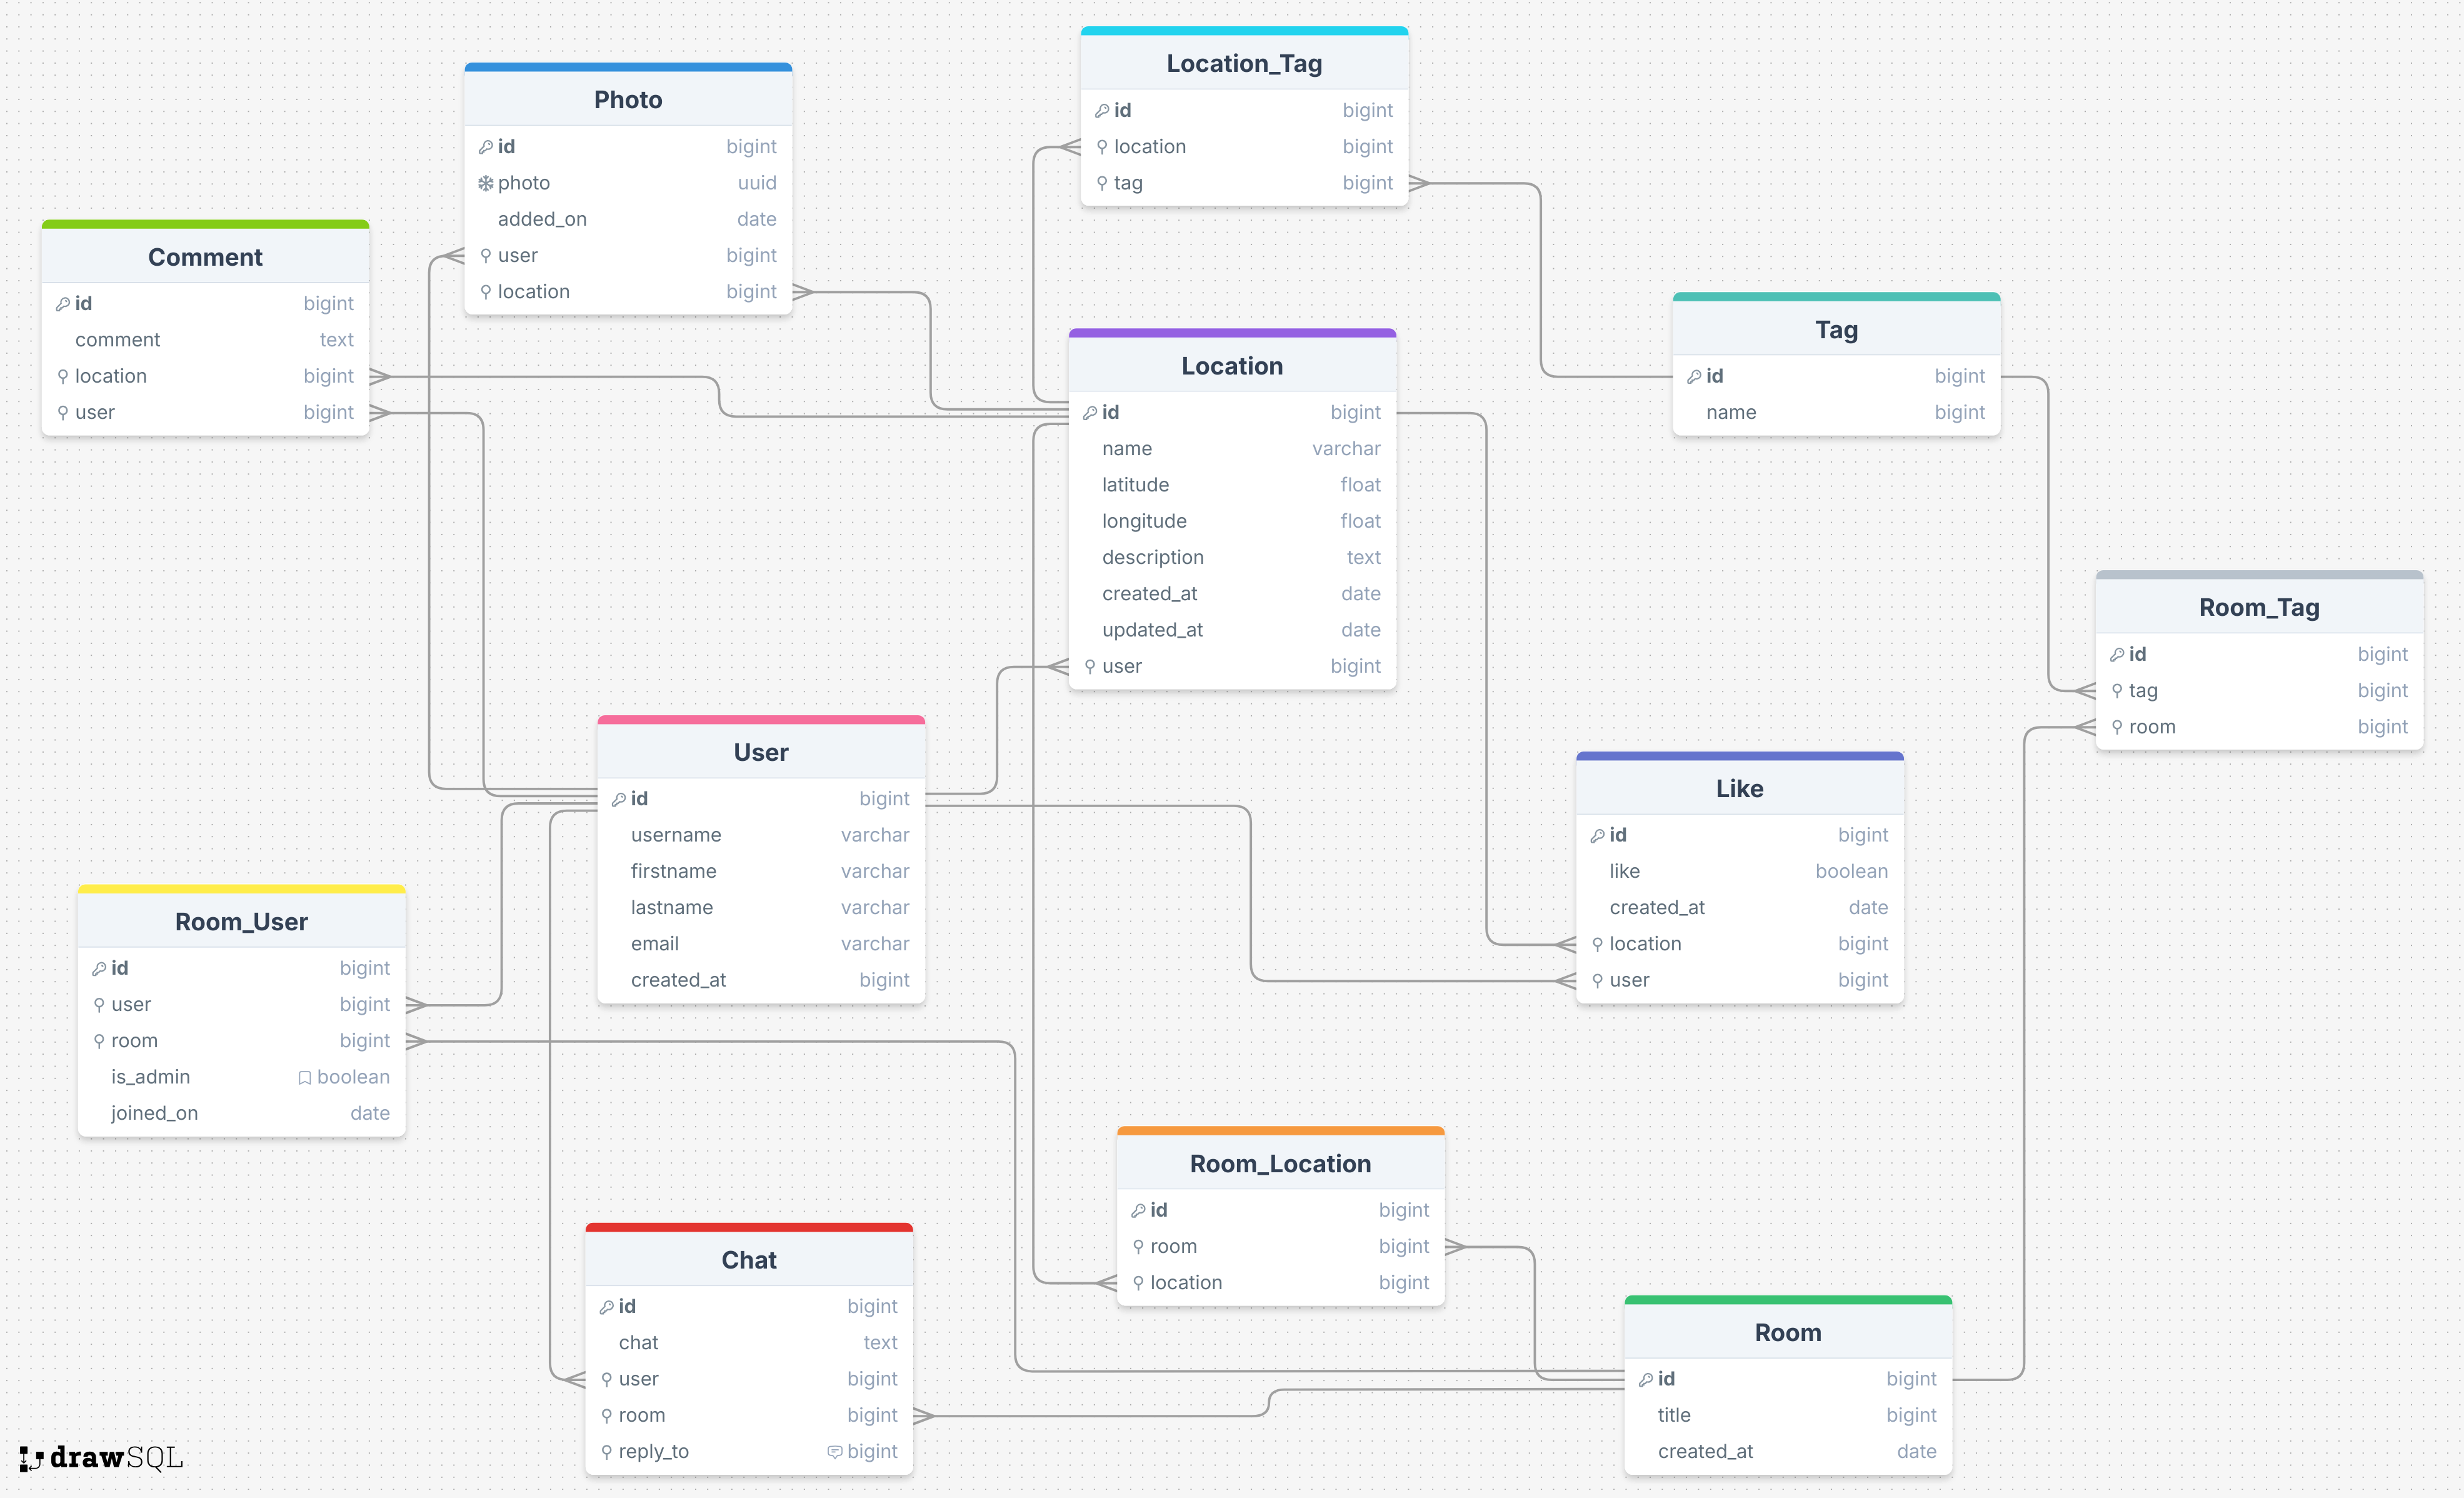 Location_Tag
id bigint
location bigint
tag bigint
Photo
id bigint
photo uuid
added_on date
user bigint
location bigint
Comment
id bigint
comment text
location bigint
user bigint
Location
id bigint
name varchar
latitude float
longitude float
description text
created_at date
updated_at date
user bigint
Tag
id bigint
name bigint
Room_Tag
id bigint
tag bigint
room bigint
User
id bigint
username varchar
firstname varchar
lastname varchar
email varchar
created_at bigint
Like
id bigint
like boolean
created_at date
location bigint
user bigint
Room_User
id bigint
user bigint
room bigint
is_admin boolean
joined_on date
Room_Location
id bigint
room bigint
location bigint
Chat
id bigint
chat text
user bigint
room bigint
reply_to bigint
Room
id bigint
title bigint
created_at date
drawSQL